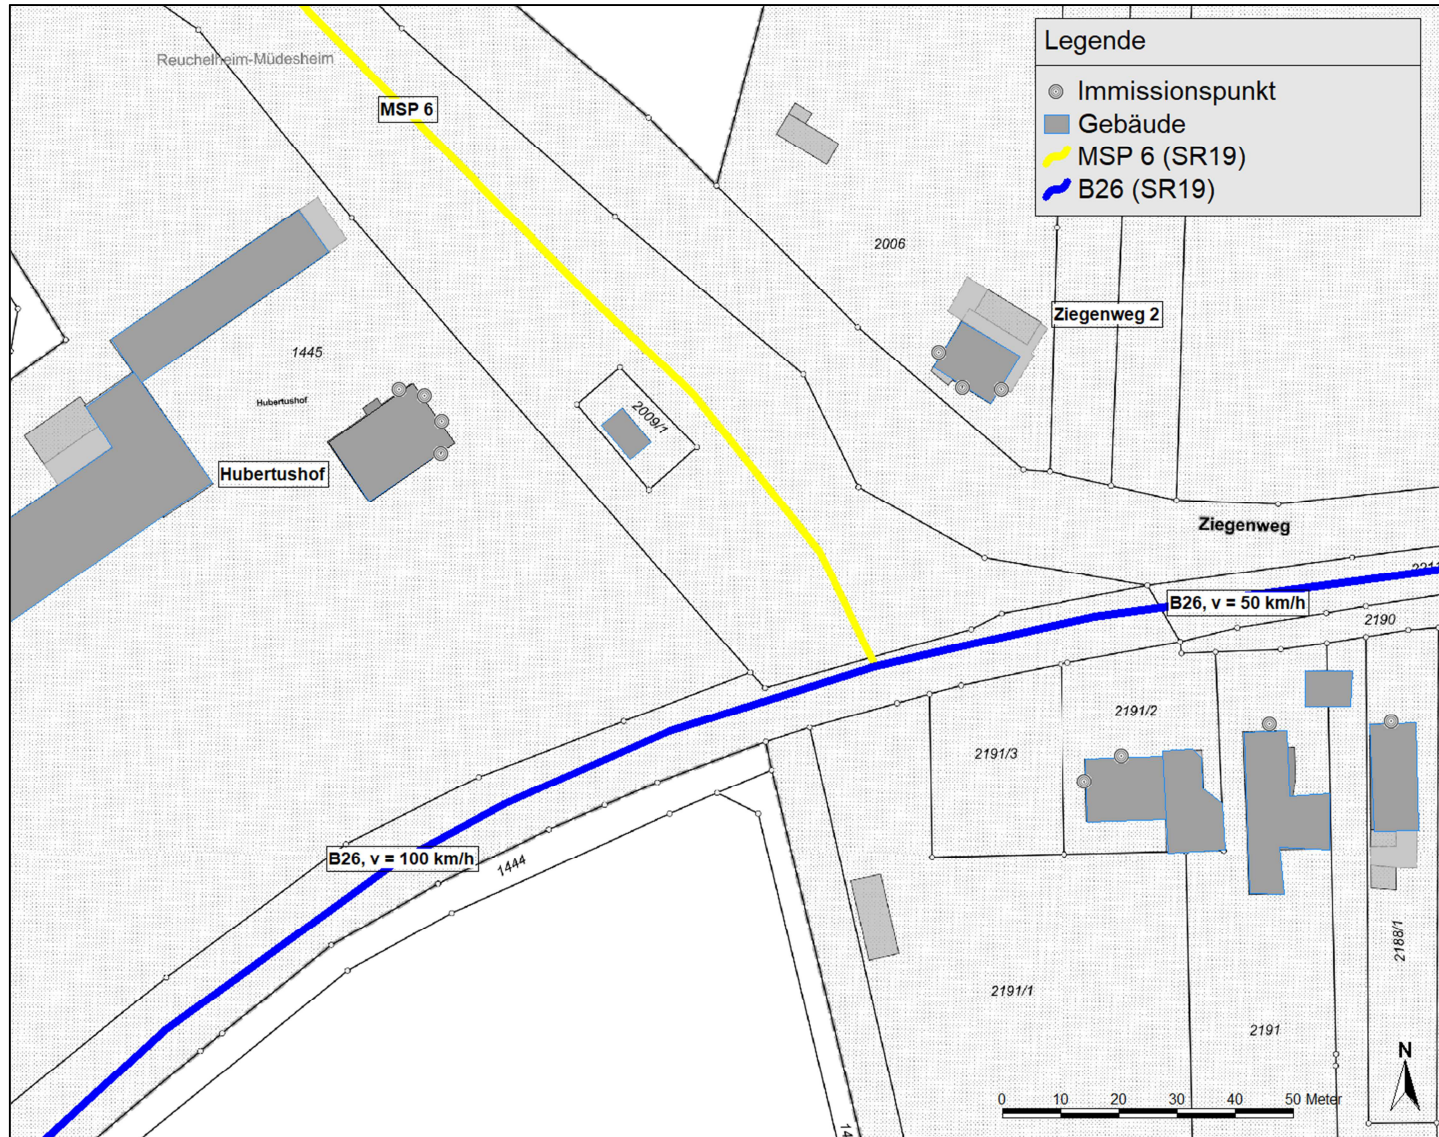 Legende
Immissionspunkt
Gebäude
MSP 6 (SR19)
B26 (SR19)
Reuchelheim-Müdesheim
MSP 6
2006
Ziegenweg 2
1445
Hubertushof
2009/1
Hubertushof
Ziegenweg
B26, v = 50 km/h
2190
2191/2
2191/3
B26, v = 100 km/h
1444
2188/1
2191/1
2191
N
0 10 20 30 40 50 Meter